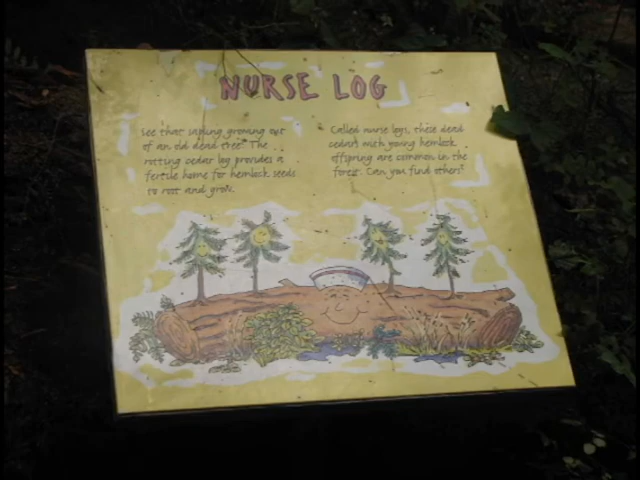 NURSE LOG
See that sapling growing out
of an old dead tree? The
rotting cedar log provides a
fertile home for hemlock seeds
to root and grow.
Called nurse logs, these dead
cedars with young hemlock
offspring are common in the
forest. Can you find others?